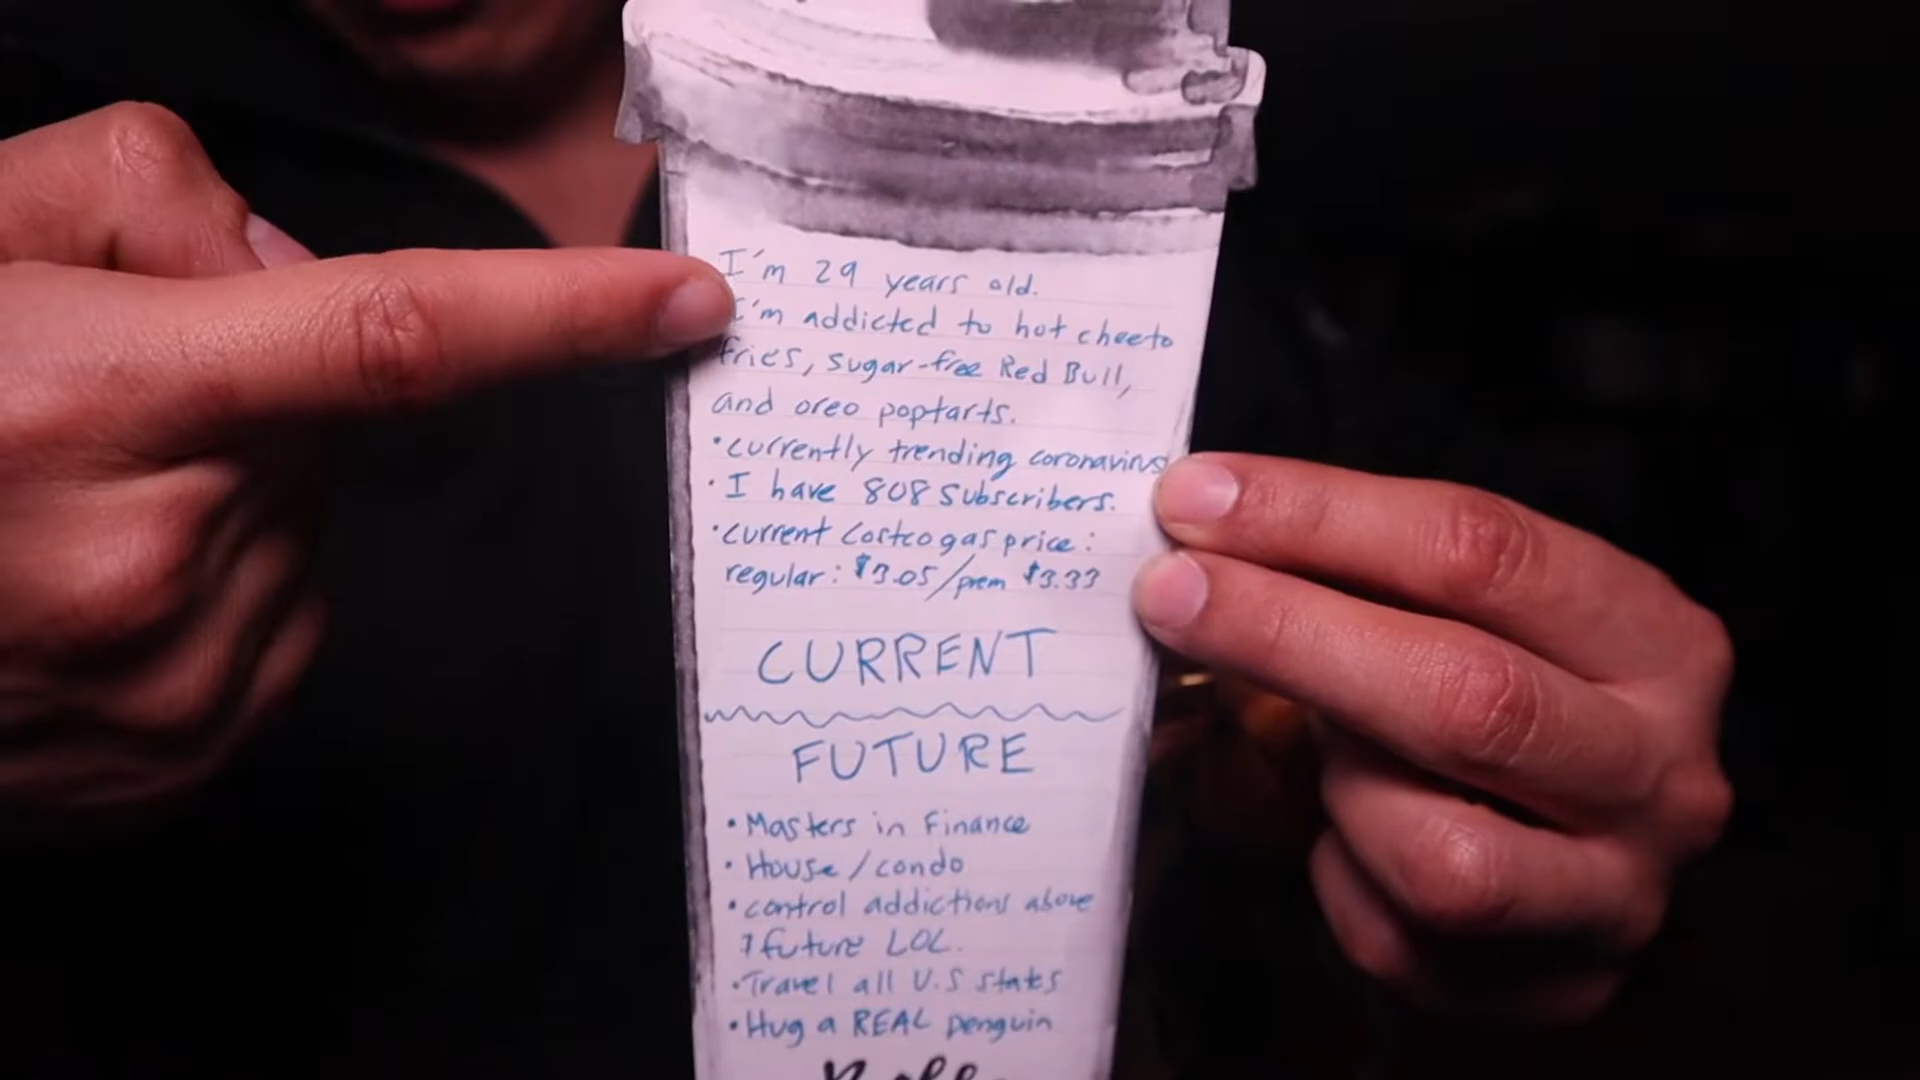 I'm 29 years old.
I'm addicted to hot cheeto
fries, sugar-free Red Bull,
and oreo poptarts.
•currently trending coronavirus
•I have 808 subscribers.
•current Costco gas price:
regular: $3.05/prem $3.33
CURRENT
FUTURE
•Masters in Finance
•House/condo
•control addictions above
future LOL.
•Travel all U.S states
•Hug a REAL penguin